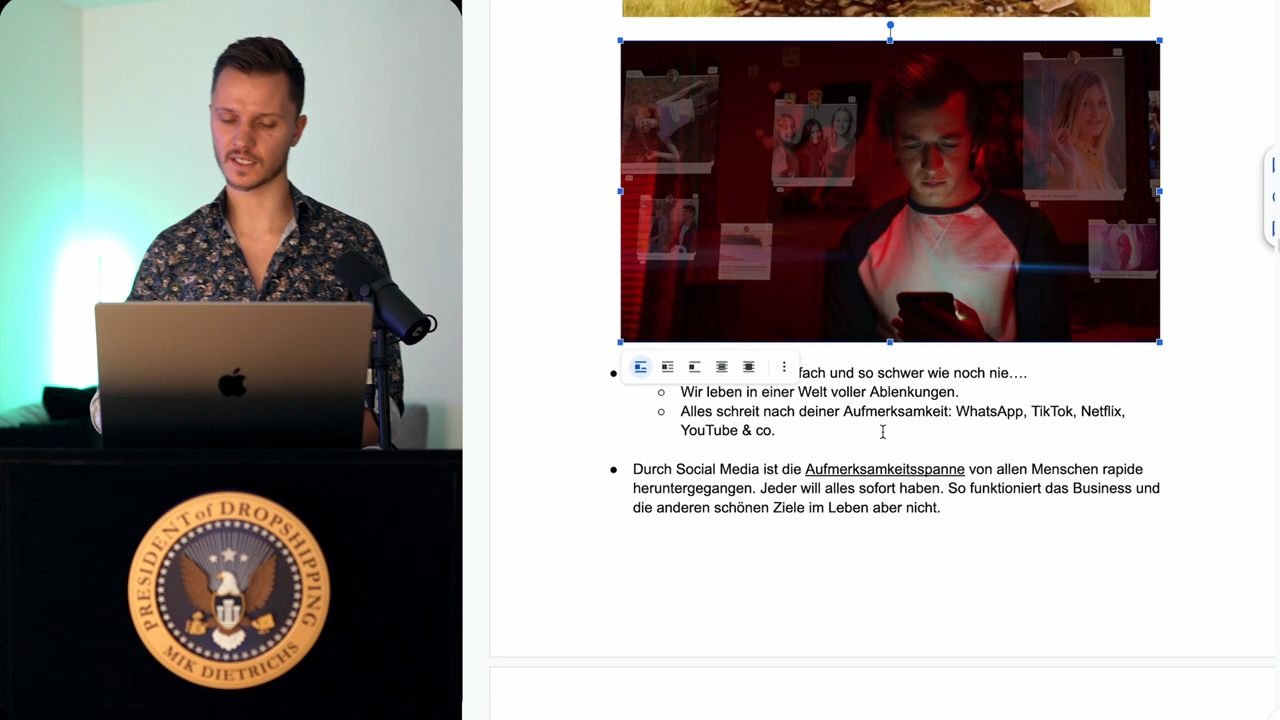 fach und so schwer wie noch nie….
Wir leben in einer Welt voller Ablenkungen.
Alles schreit nach deiner Aufmerksamkeit: WhatsApp, TikTok, Netflix,
YouTube & co.
Durch Social Media ist die Aufmerksamkeitsspanne von allen Menschen rapide
heruntergegangen. Jeder will alles sofort haben. So funktioniert das Business und
die anderen schönen Ziele im Leben aber nicht.
PRESIDENT of DROPSHIPPING
MIK DIETRICHS